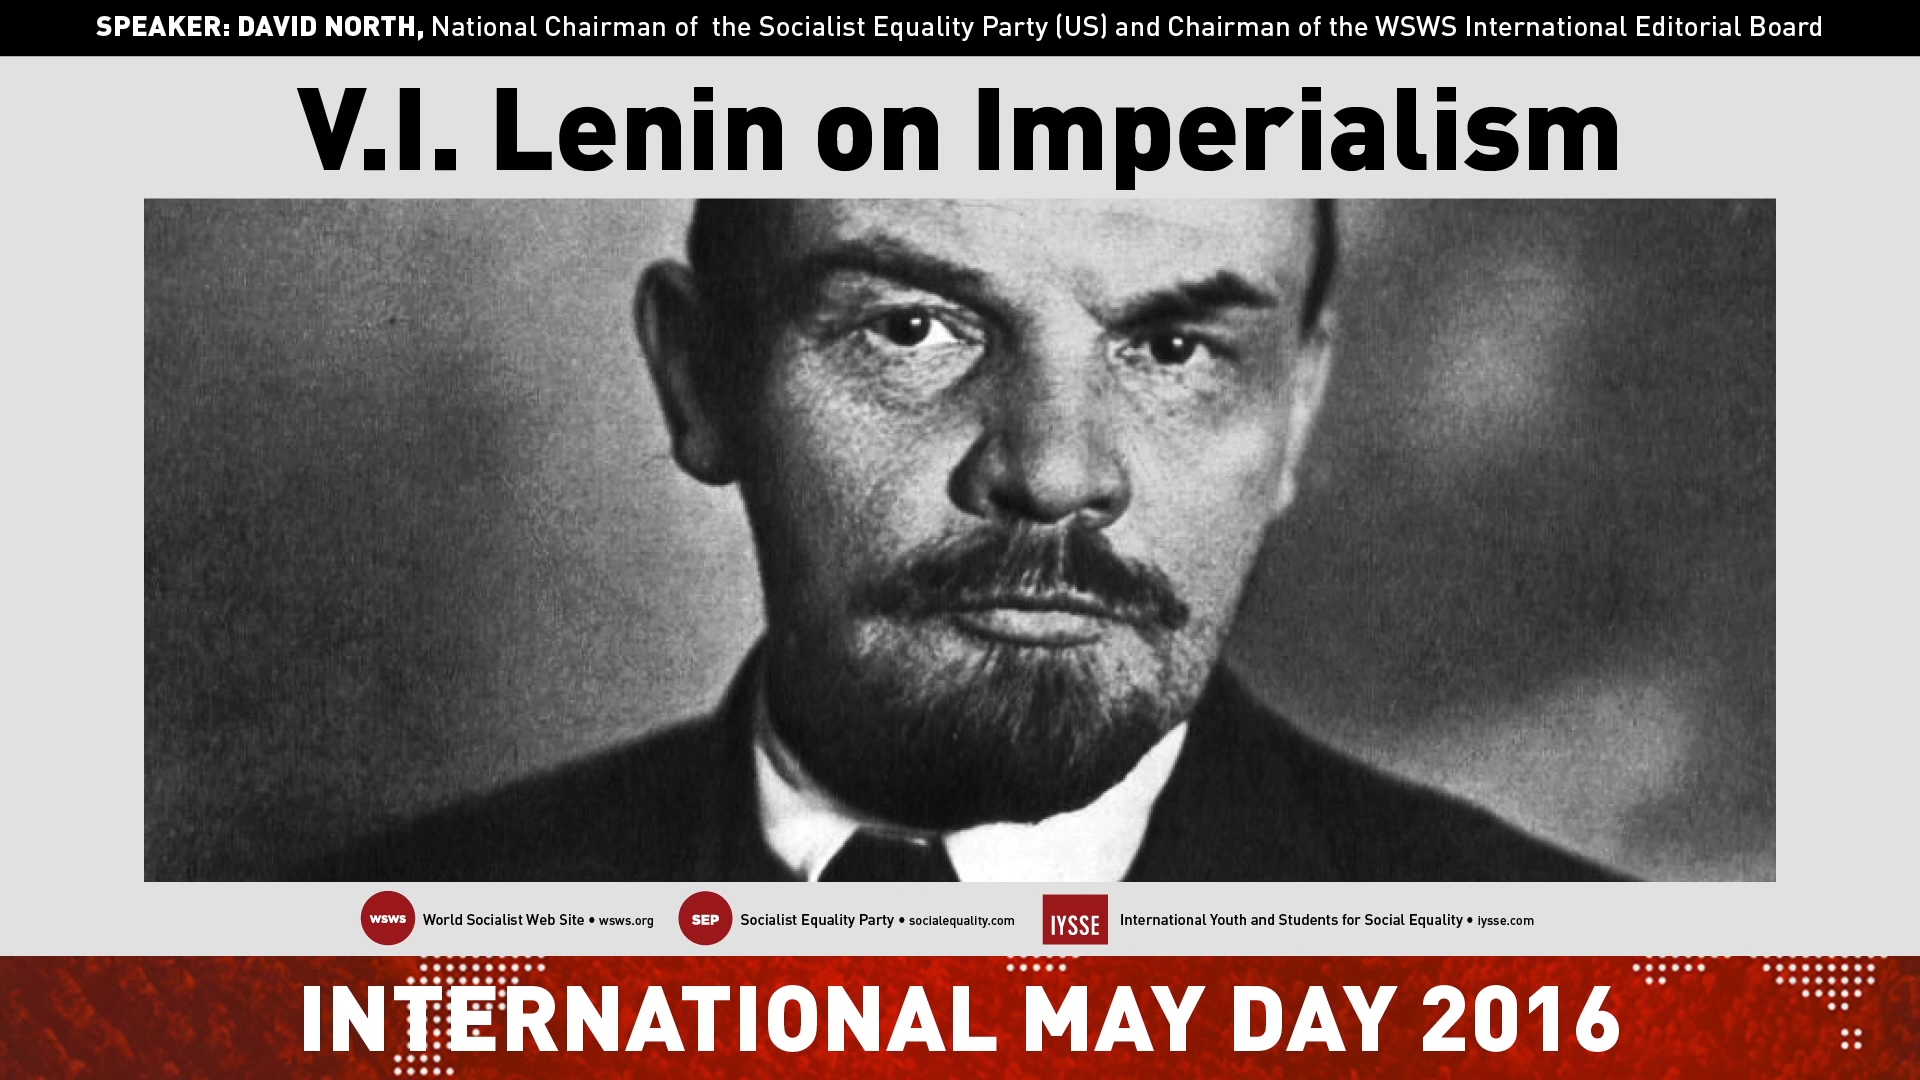 SPEAKER: DAVID NORTH, National Chairman of the Socialist Equality Party (US) and Chairman of the WSWS International Editorial Board
V.I. Lenin on Imperialism
WSWS World Socialist Web Site • wsws.org SEP Socialist Equality Party • socialequality.com IYSSE International Youth and Students for Social Equality • iysse.com
INTERNATIONAL MAY DAY 2016